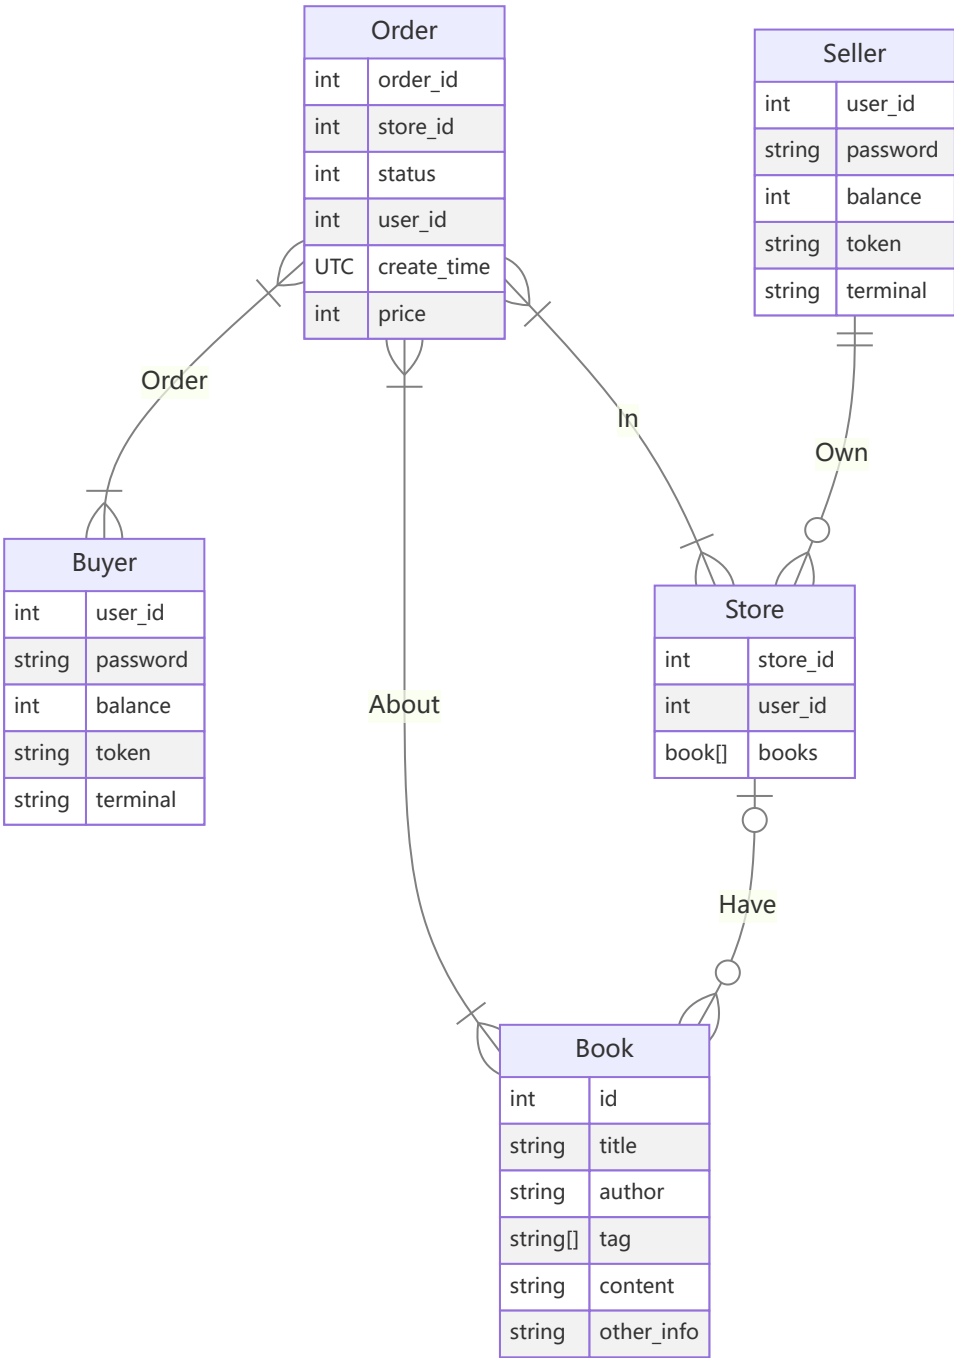 Order
int order_id
int store_id
int status
int user_id
UTC create_time
int price
Seller
int user_id
string password
int balance
string token
string terminal
Order
In
Own
Buyer
int user_id
string password
int balance
string token
string terminal
Store
int store_id
int user_id
book[] books
About
Have
Book
int id
string title
string author
string[] tag
string content
string other_info